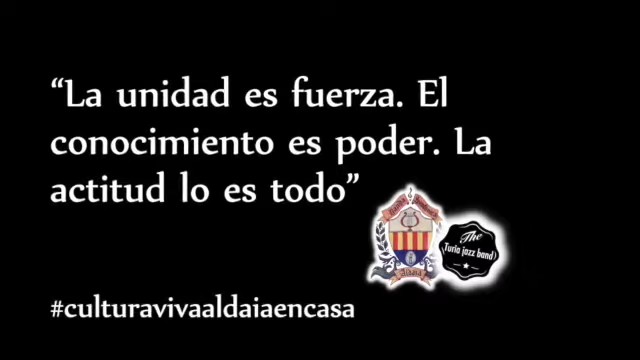 “La unidad es fuerza. El
conocimiento es poder. La
actitud lo es todo”
The
Turia jazz band
#culturavivaaldaiaencasa